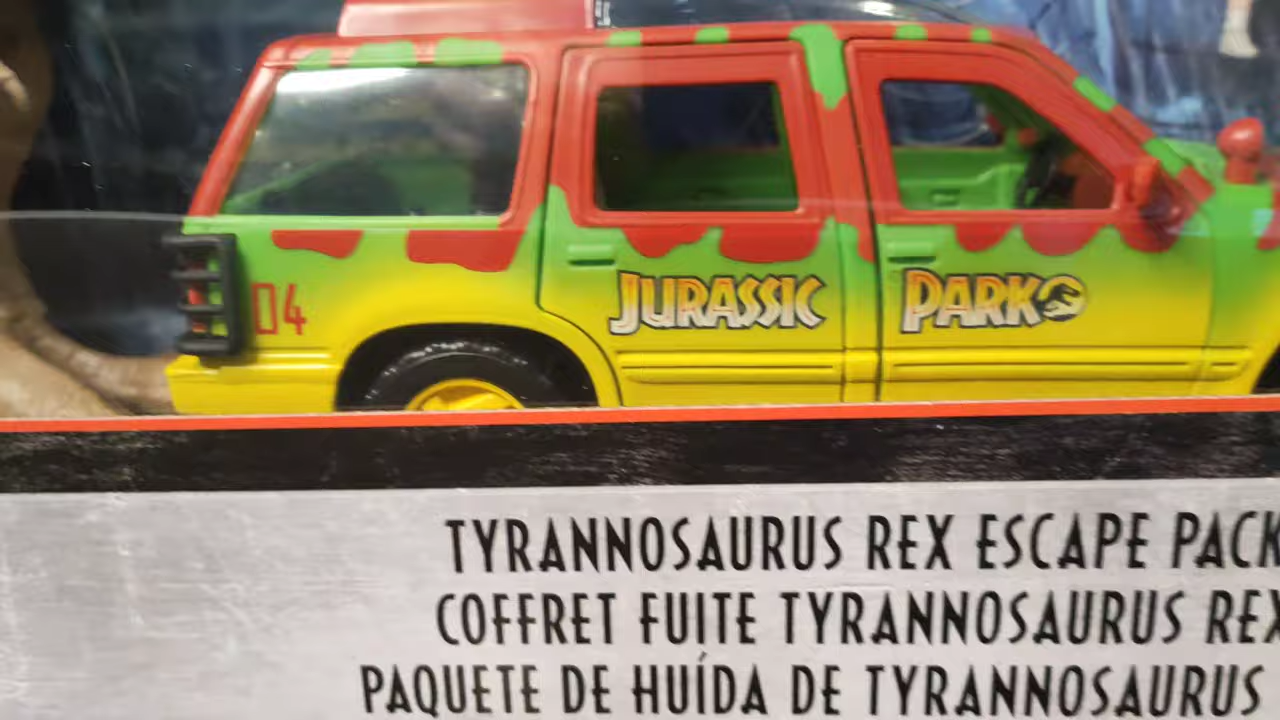 04
JURASSIC PARK
TYRANNOSAURUS REX ESCAPE PACK
COFFRET FUITE TYRANNOSAURUS REX
PAQUETE DE HUÍDA DE TYRANNOSAURUS